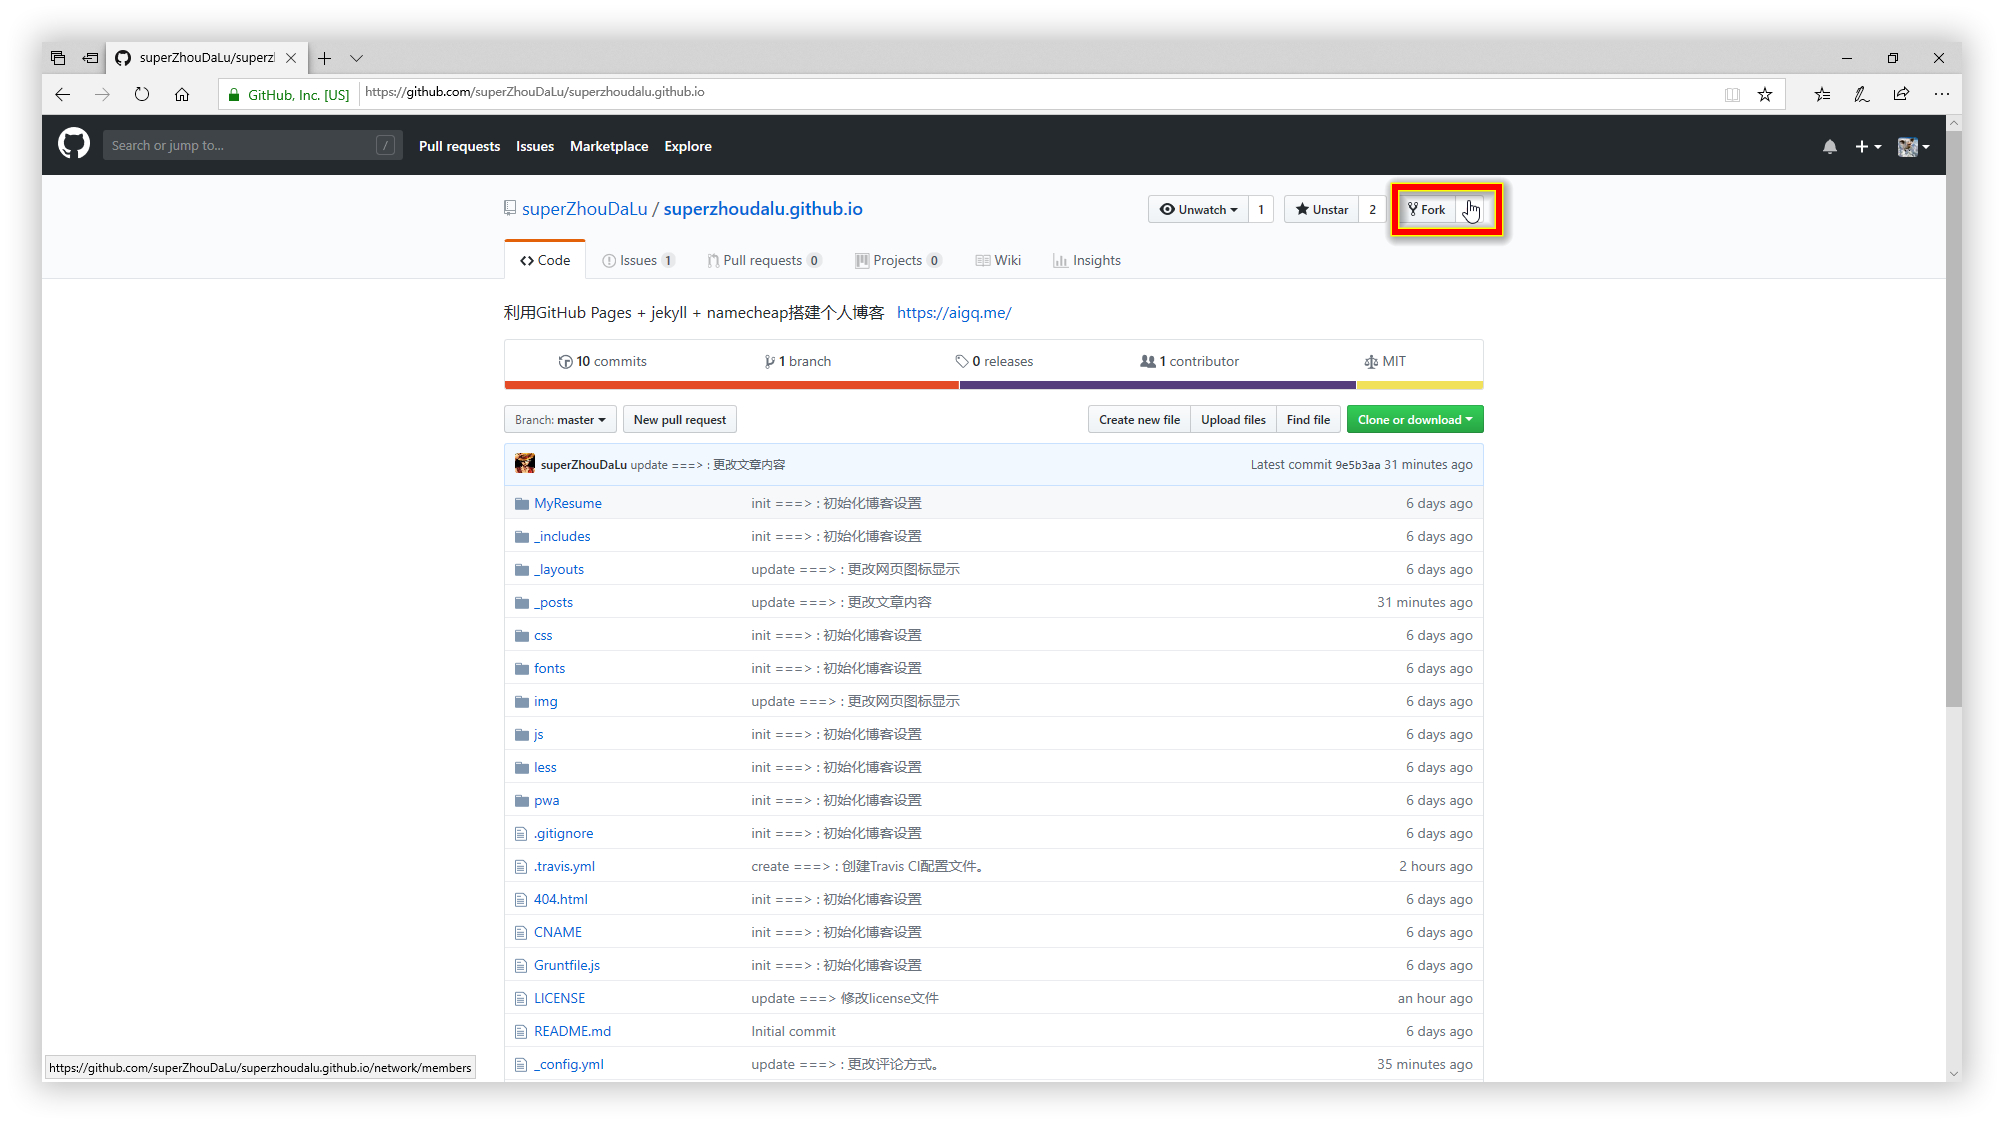 superZhouDaLu/superz
GitHub, Inc. [US] https://github.com/superZhouDaLu/superzhoudalu.github.io
Search or jump to... / Pull requests Issues Marketplace Explore
superZhouDaLu / superzhoudalu.github.io Unwatch 1 Unstar 2 Fork
Code Issues 1 Pull requests 0 Projects 0 Wiki Insights
利用GitHub Pages + jekyll + namecheap搭建个人博客 https://aigq.me/
10 commits 1 branch 0 releases 1 contributor MIT
Branch: master New pull request Create new file Upload files Find file Clone or download
superZhouDaLu update ===> : 更改文章内容 Latest commit 9e5b3aa 31 minutes ago
MyResume init ===> : 初始化博客设置 6 days ago
_includes init ===> : 初始化博客设置 6 days ago
_layouts update ===> : 更改网页图标显示 6 days ago
_posts update ===> : 更改文章内容 31 minutes ago
css init ===> : 初始化博客设置 6 days ago
fonts init ===> : 初始化博客设置 6 days ago
img update ===> : 更改网页图标显示 6 days ago
js init ===> : 初始化博客设置 6 days ago
less init ===> : 初始化博客设置 6 days ago
pwa init ===> : 初始化博客设置 6 days ago
.gitignore init ===> : 初始化博客设置 6 days ago
.travis.yml create ===> : 创建Travis CI配置文件。 2 hours ago
404.html init ===> : 初始化博客设置 6 days ago
CNAME init ===> : 初始化博客设置 6 days ago
Gruntfile.js init ===> : 初始化博客设置 6 days ago
LICENSE update ===> 修改license文件 an hour ago
README.md Initial commit 6 days ago
_config.yml update ===> : 更改评论方式。 35 minutes ago
https://github.com/superZhouDaLu/superzhoudalu.github.io/network/members